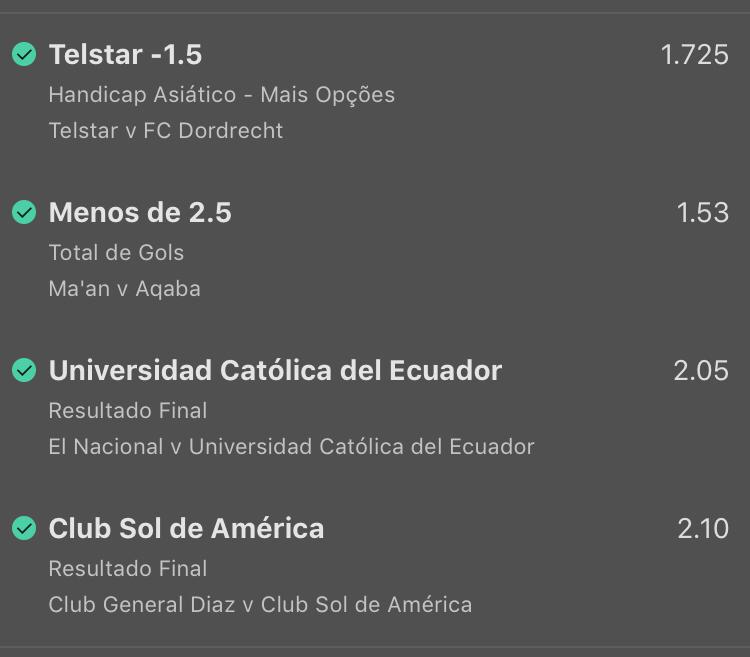 Telstar -1.5 1.725
Handicap Asiático - Mais Opções
Telstar v FC Dordrecht
Menos de 2.5 1.53
Total de Gols
Ma'an v Aqaba
Universidad Católica del Ecuador 2.05
Resultado Final
El Nacional v Universidad Católica del Ecuador
Club Sol de América 2.10
Resultado Final
Club General Diaz v Club Sol de América